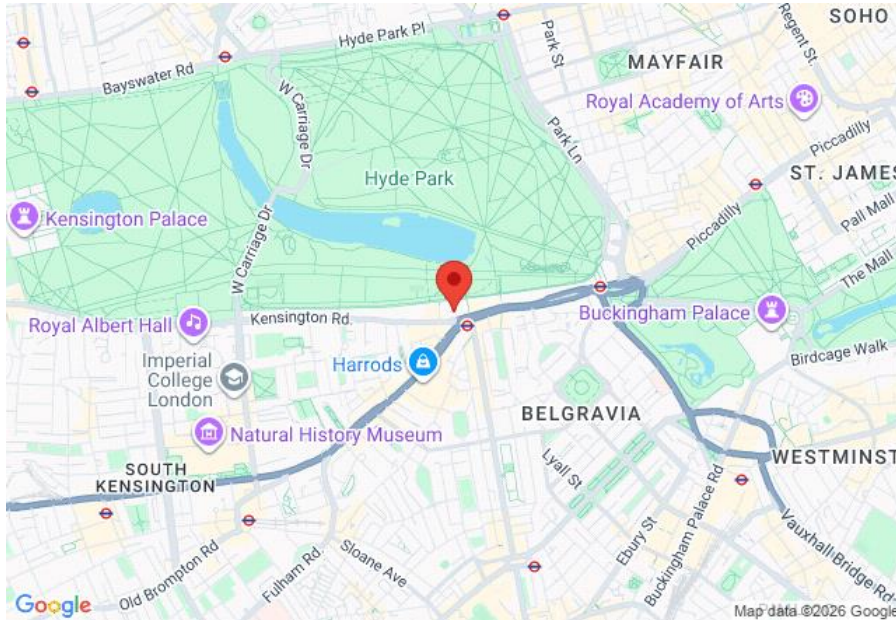 SOHO
Hyde Park Pl
Park St
Regent St.
MAYFAIR
Bayswater Rd
W Carriage Dr
Royal Academy of Arts
Park Ln
Piccadilly
Hyde Park
ST. JAMES
Kensington Palace
Pall Mall
W Carriage Dr
Piccadilly
The Mall
Royal Albert Hall
Kensington Rd.
Buckingham Palace
Imperial
College
London
Harrods
Birdcage Walk
BELGRAVIA
Natural History Museum
Lyall St
WESTMINST
SOUTH
KENSINGTON
Buckingham Palace Rd
Ebury St
Vauxhall Bridge Rd
Sloane Ave
Fulham Rd.
Old Brompton Rd
Google
Map data ©2026 Google